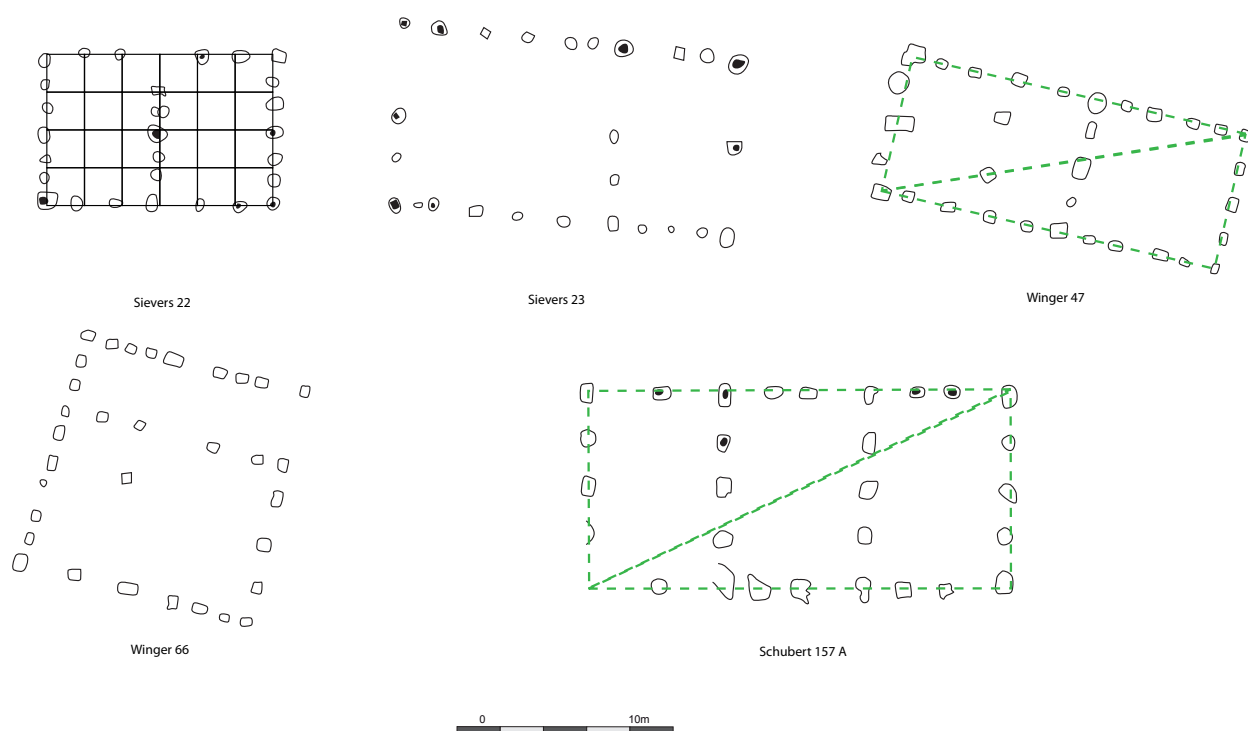 Sievers 22
Sievers 23
Winger 47
Winger 66
Schubert 157 A
0 10m